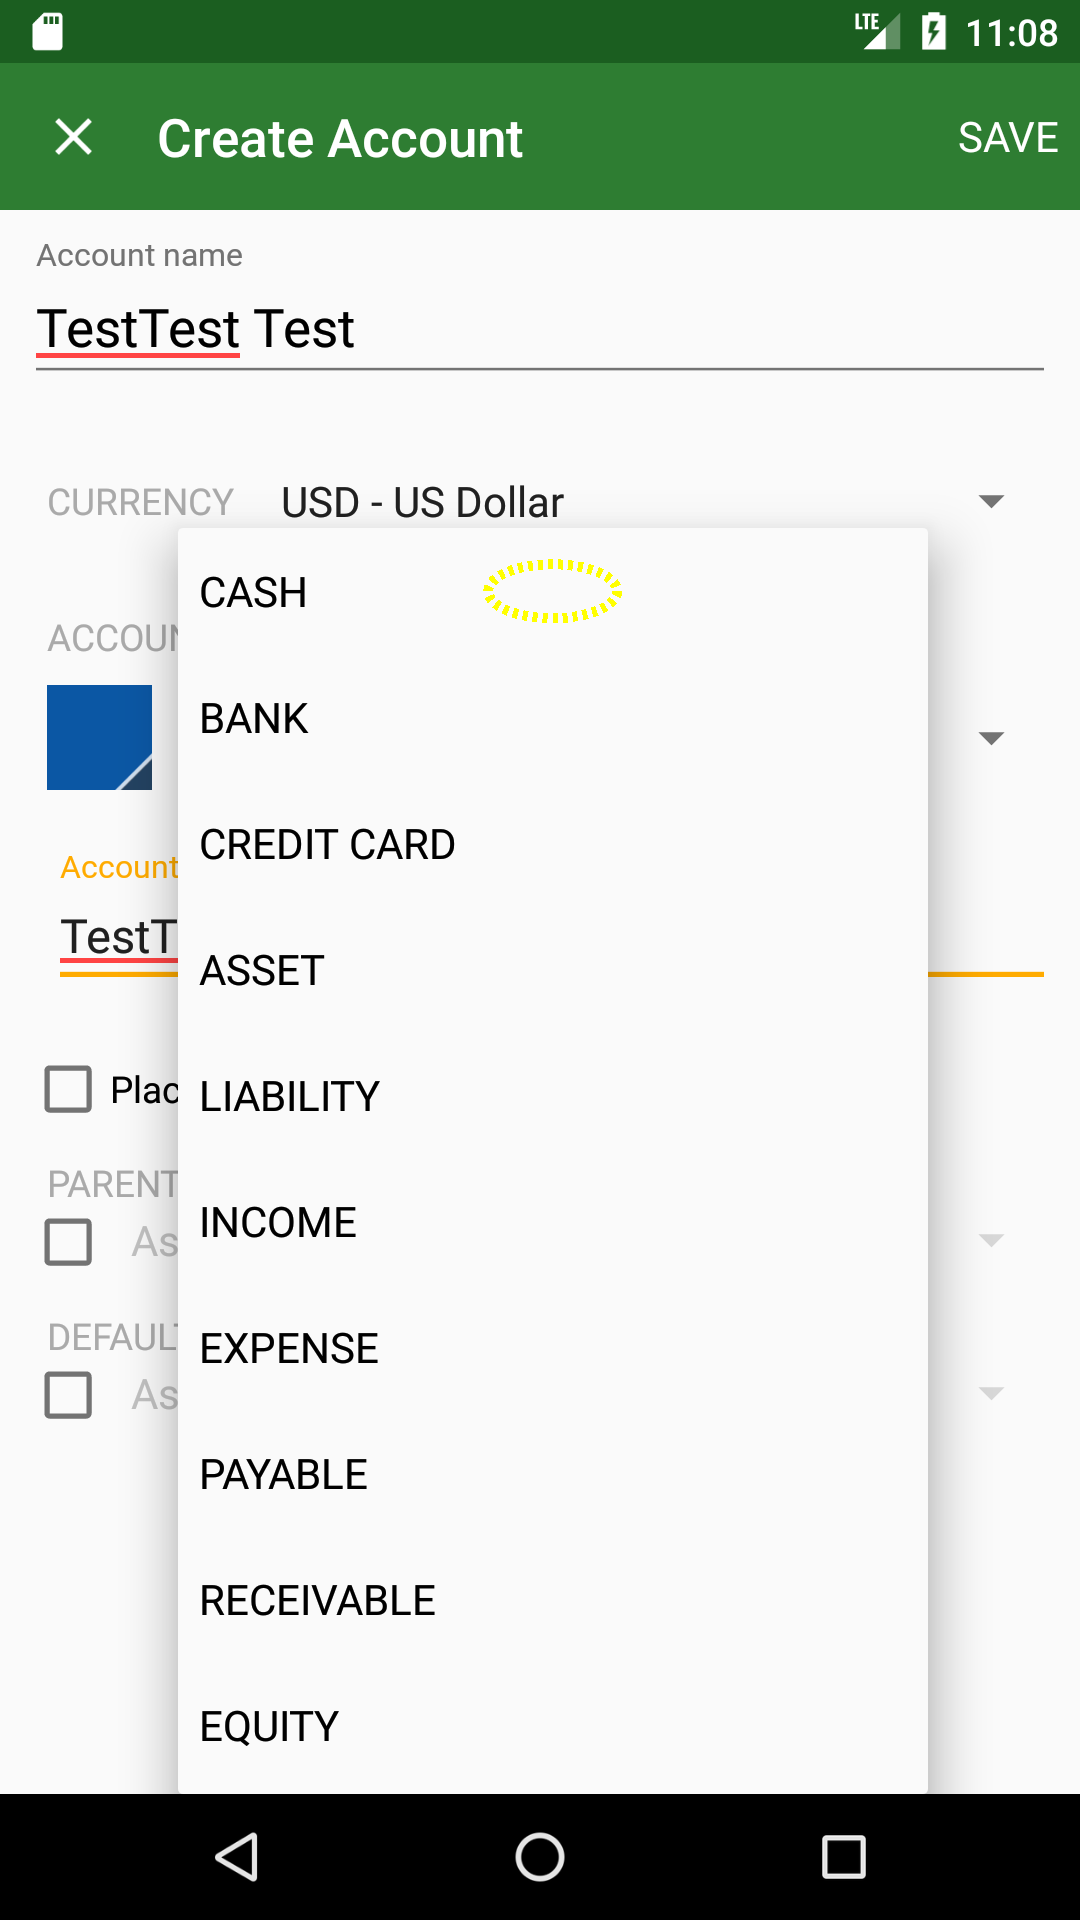 LTE 11:08
Create Account SAVE
Account name
TestTest Test
CURRENCY USD - US Dollar
CASH
ACCOUN
BANK
CREDIT CARD
Account
TestT
ASSET
Plac
LIABILITY
PARENT
INCOME
As
DEFAULT
EXPENSE
As
PAYABLE
RECEIVABLE
EQUITY